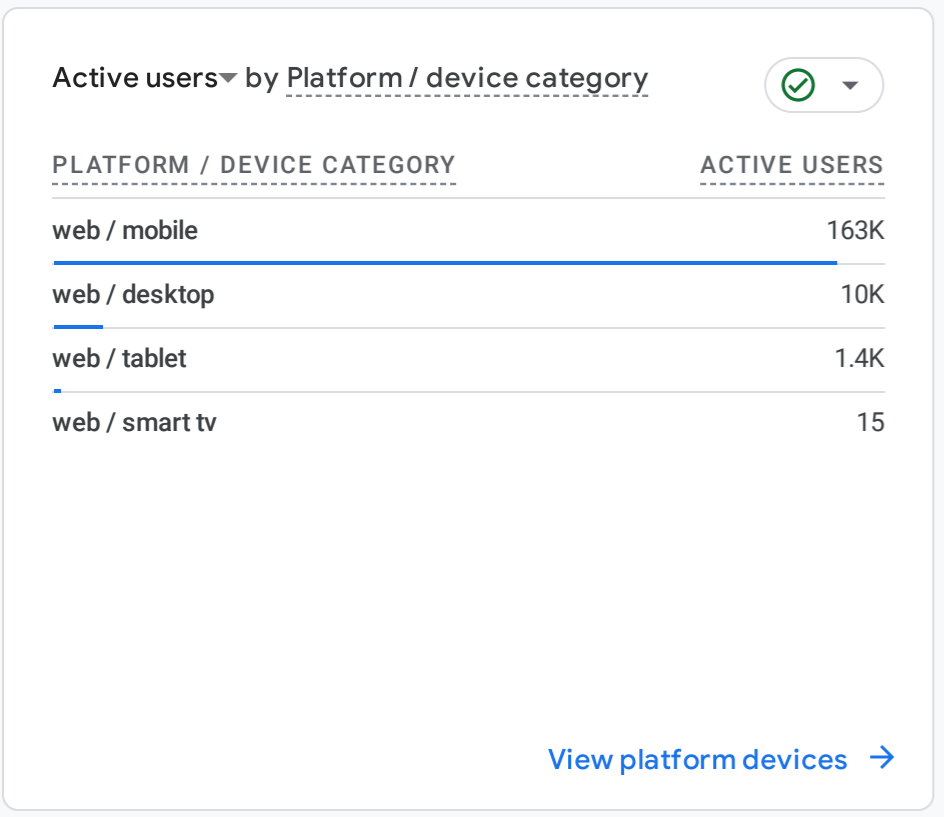 Active users by Platform / device category
PLATFORM / DEVICE CATEGORY ACTIVE USERS
web / mobile 163K
web / desktop 10K
web / tablet 1.4K
web / smart tv 15
View platform devices